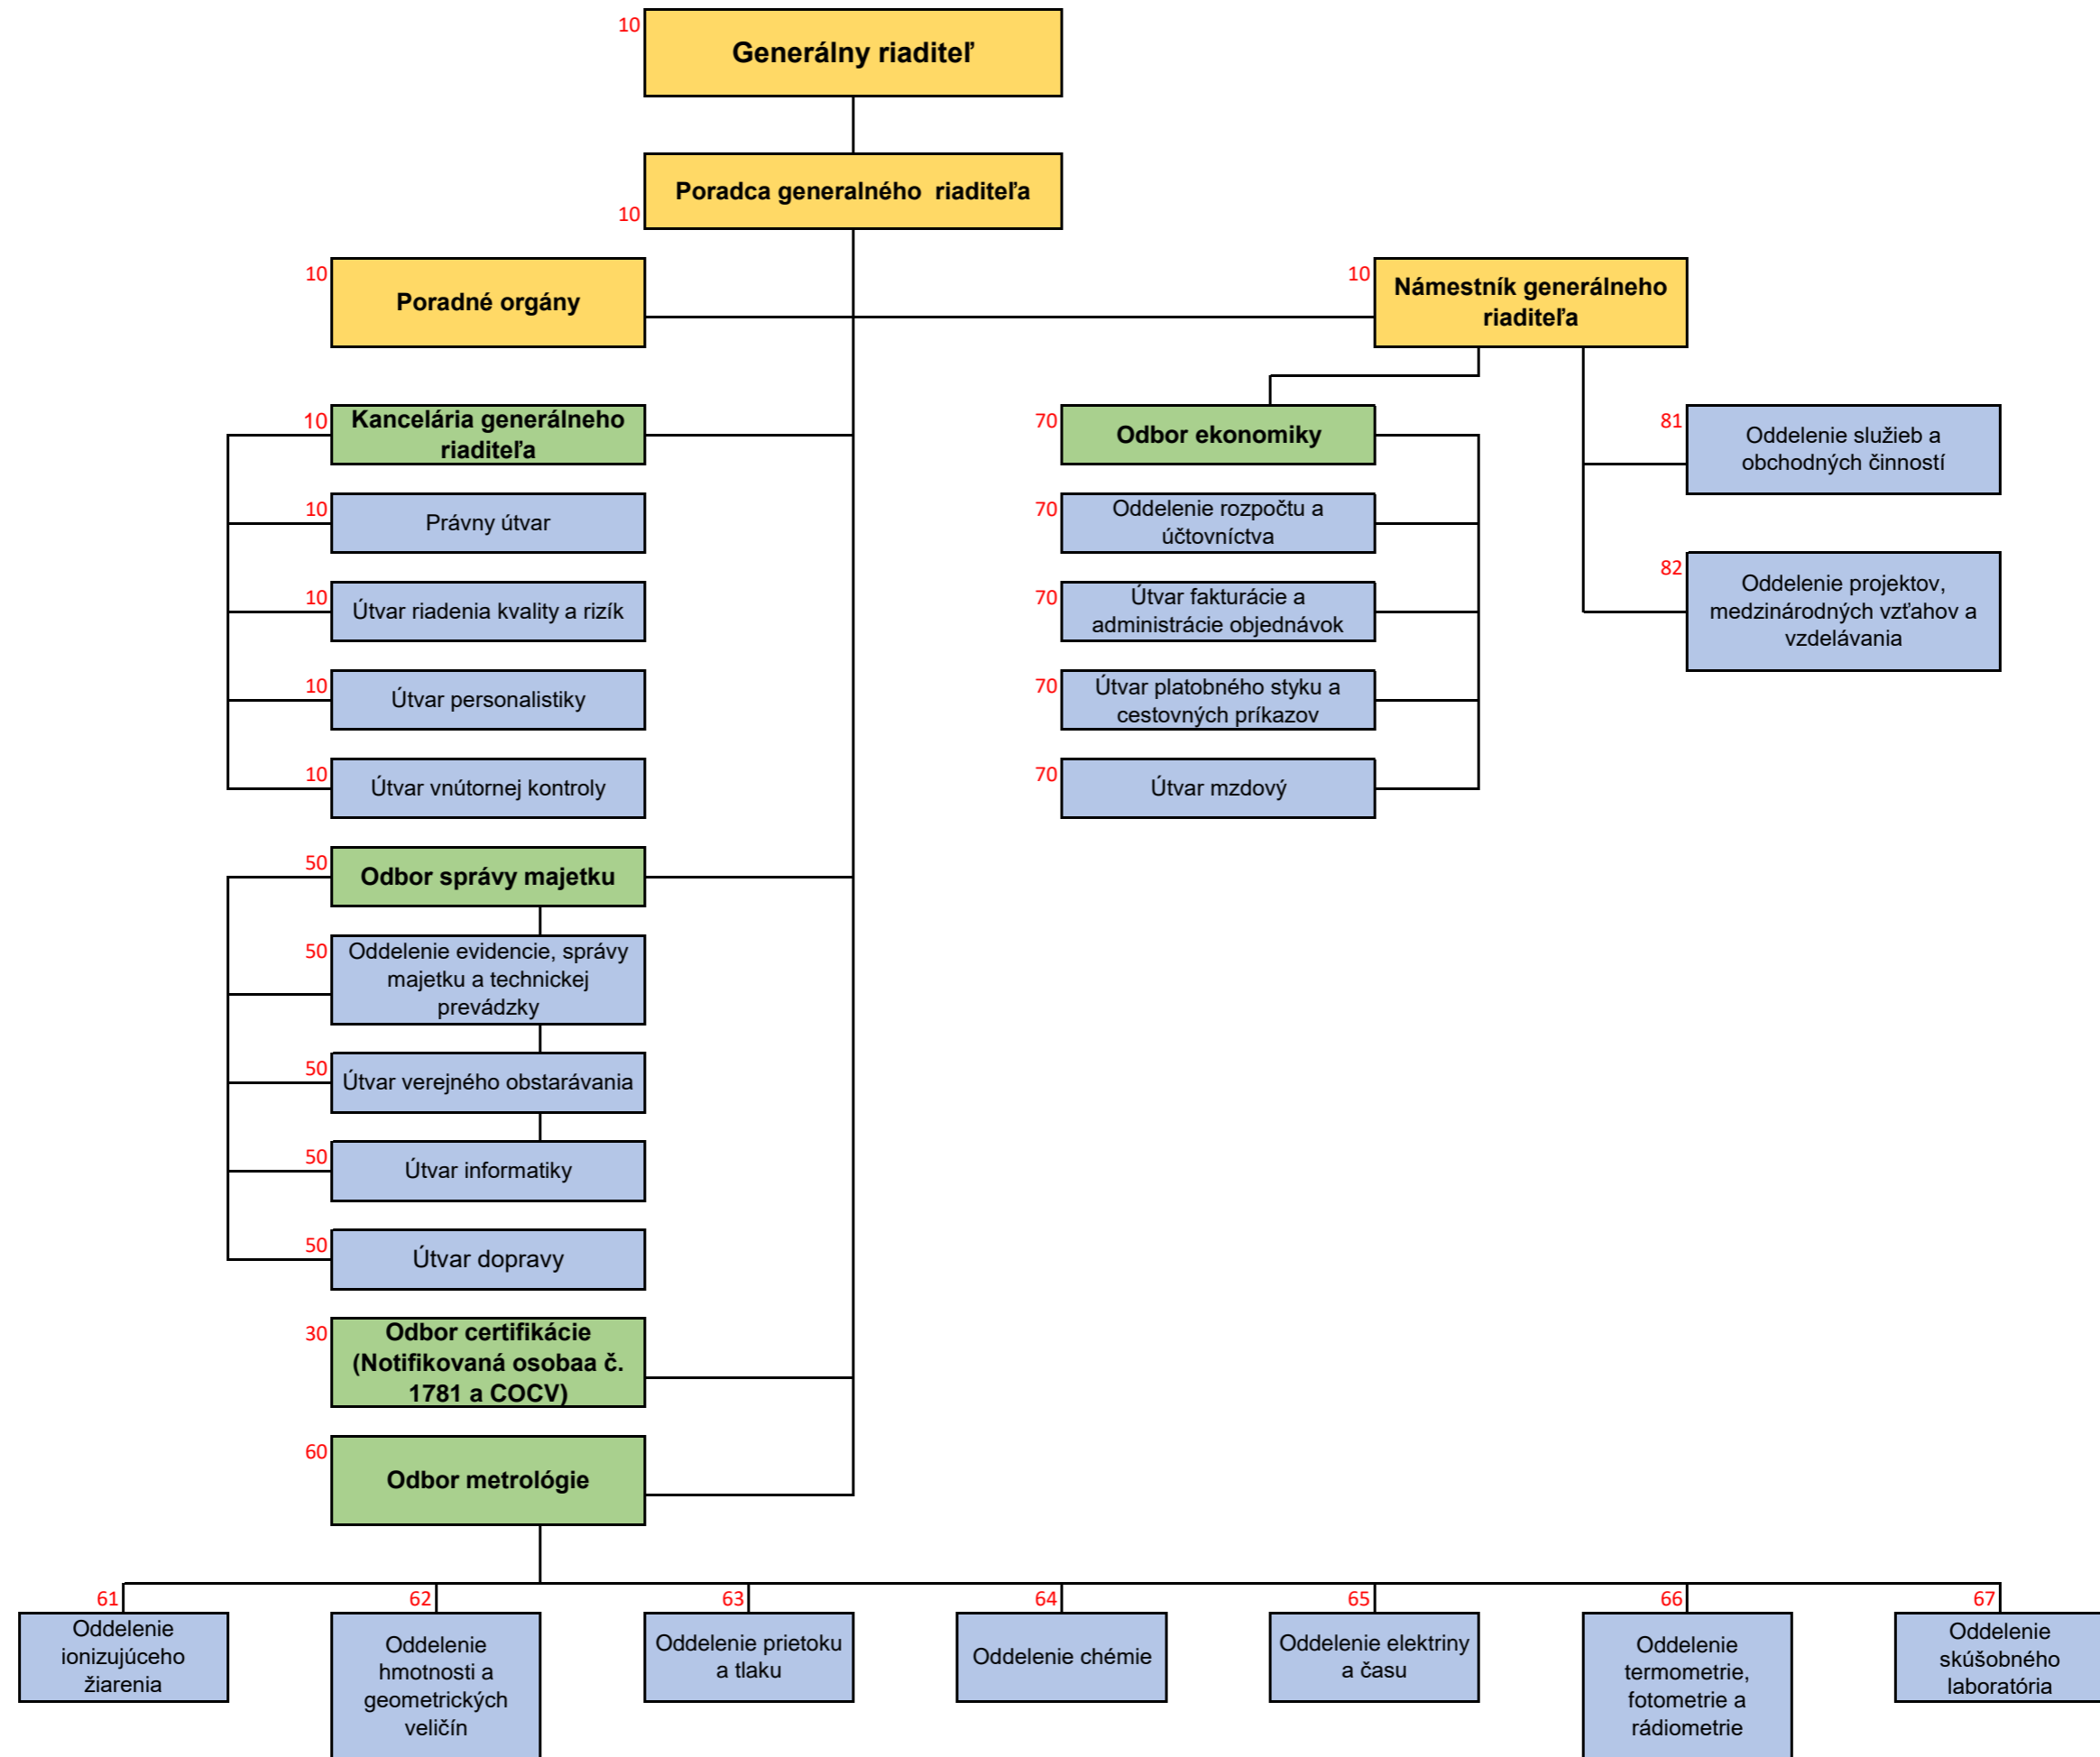 10
Generálny riaditeľ
Poradca generalného  riaditeľa
10
10
Poradné orgány
10
Námestník generálneho
riaditeľa
10
Kancelária generálneho
riaditeľa
70
Odbor ekonomiky
81
Oddelenie služieb a
obchodných činností
10
Právny útvar
70
Oddelenie rozpočtu a
účtovníctva
82
Oddelenie projektov,
medzinárodných vzťahov a
vzdelávania
10
Útvar riadenia kvality a rizík
70
Útvar fakturácie a
administrácie objednávok
10
Útvar personalistiky
70
Útvar platobného styku a
cestovných príkazov
10
Útvar vnútornej kontroly
70
Útvar mzdový
50
Odbor správy majetku
50
Oddelenie evidencie, správy
majetku a technickej
prevádzky
50
Útvar verejného obstarávania
50
Útvar informatiky
50
Útvar dopravy
30
Odbor certifikácie
(Notifikovaná osobaa č.
1781 a COCV)
60
Odbor metrológie
61
Oddelenie
ionizujúceho
žiarenia
62
Oddelenie
hmotnosti a
geometrických
veličín
63
Oddelenie prietoku
a tlaku
64
Oddelenie chémie
65
Oddelenie elektriny
a času
66
Oddelenie
termometrie,
fotometrie a
rádiometrie
67
Oddelenie
skúšobného
laboratória